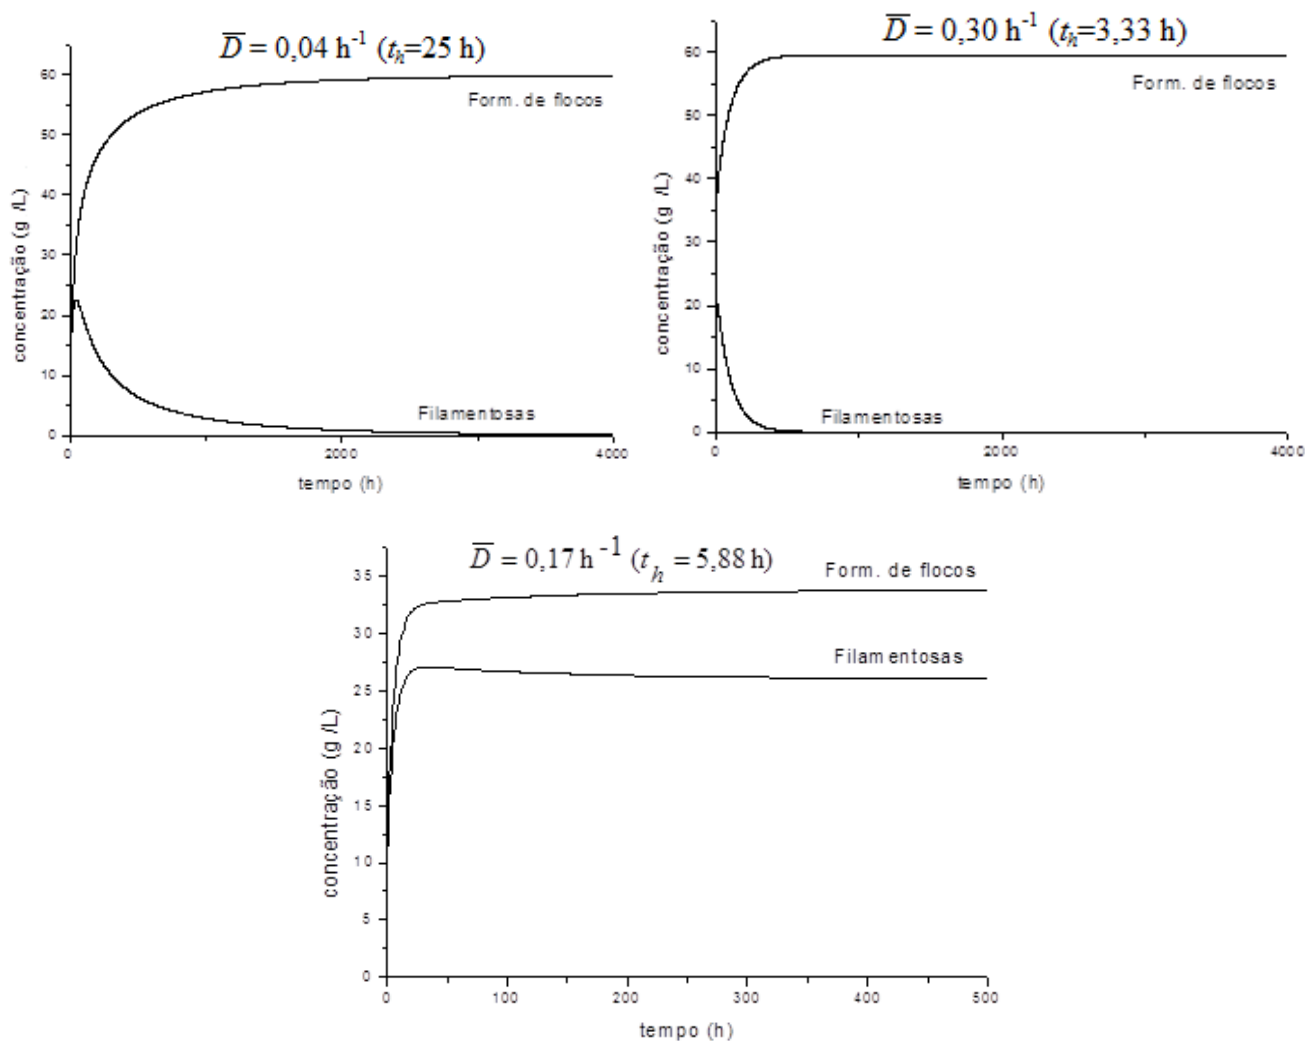 D̅ = 0,04 h⁻¹ (tₕ=25 h)
60
50
40
30
20
10
0
concentração (g /L)
Form. de flocos
Filamentosas
0 2000 4000
tempo (h)
D̅ = 0,30 h⁻¹ (tₕ=3,33 h)
60
50
40
30
20
10
0
concentração (g /L)
Form. de flocos
Filamentosas
0 2000 4000
tempo (h)
D̅ = 0,17 h⁻¹ (tₕ = 5,88 h)
35
30
25
20
15
10
5
0
concentração (g /L)
Form. de flocos
Filamentosas
0 100 200 300 400 500
tempo (h)